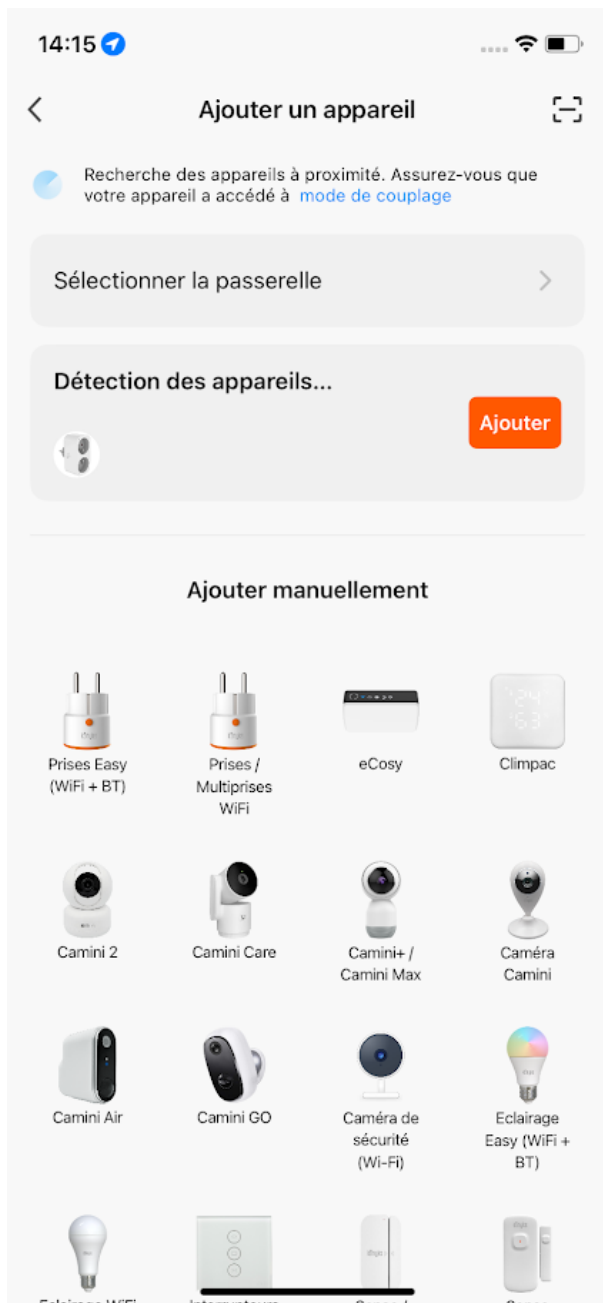 14:15
Ajouter un appareil
Recherche des appareils à proximité. Assurez-vous que
votre appareil a accédé à mode de couplage
Sélectionner la passerelle
Détection des appareils...
Ajouter
Ajouter manuellement
Prises Easy
(WiFi + BT)
Prises /
Multiprises
WiFi
eCosy
Climpac
Camini 2
Camini Care
Camini+ /
Camini Max
Caméra
Camini
Camini Air
Camini GO
Caméra de
sécurité
(Wi-Fi)
Eclairage
Easy (WiFi +
BT)
Eclairage WiFi
Interrupteurs